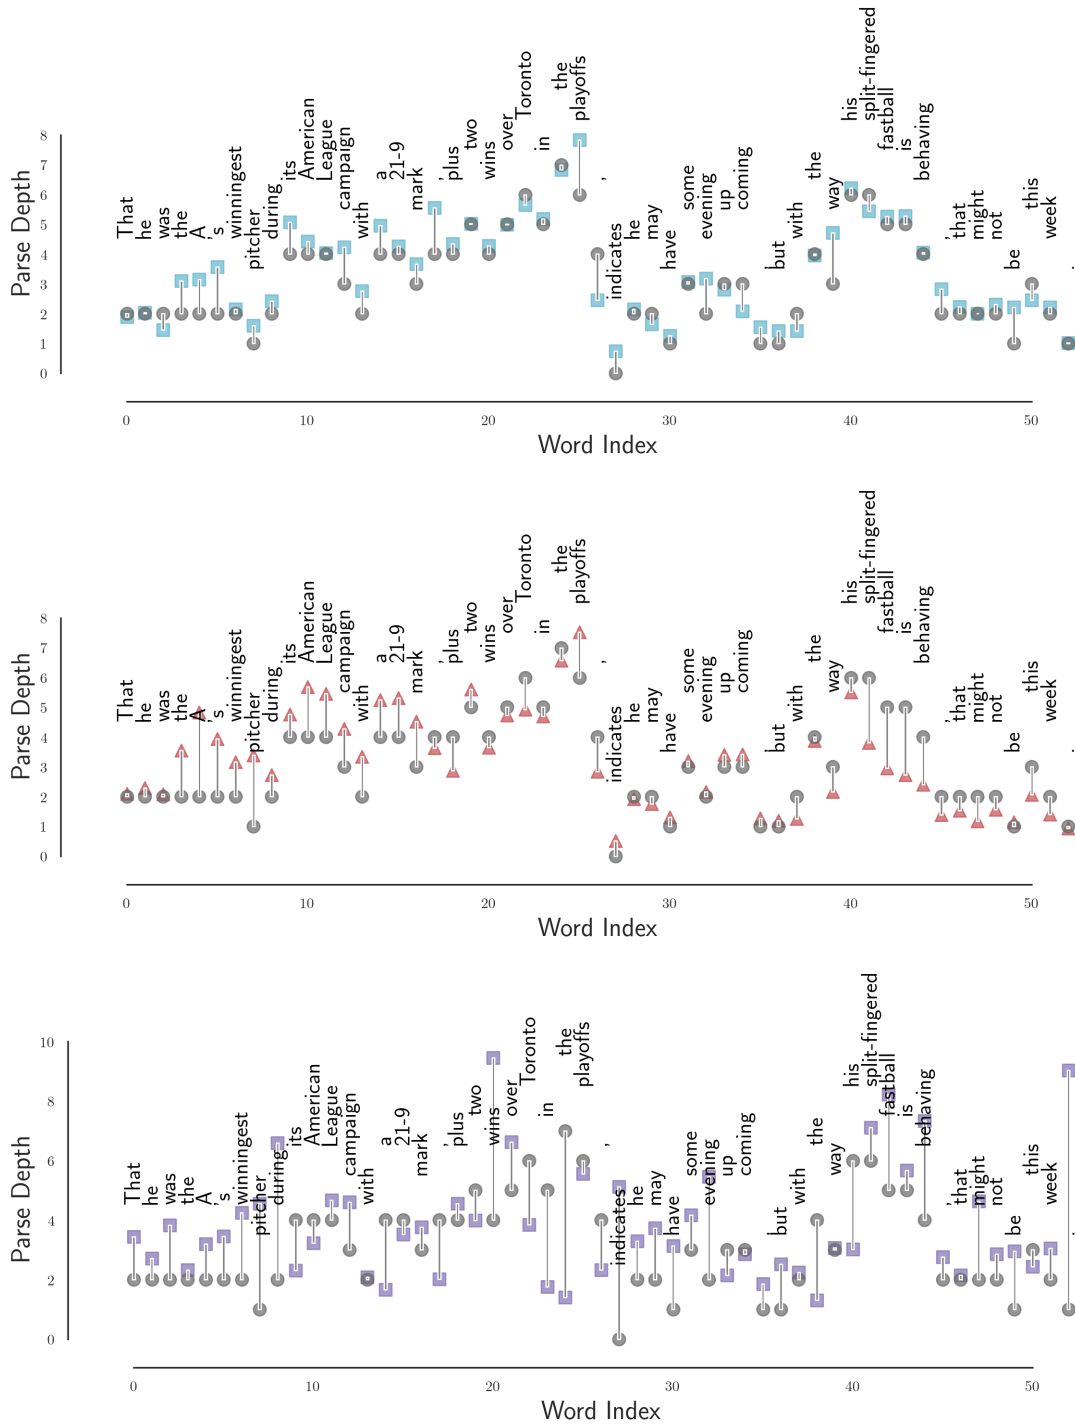 That he was the A 's winningest pitcher during its American League campaign with a 21-9 mark , plus two wins over Toronto in the playoffs , indicates he may have some evening up coming , but with the way his split-fingered fastball is behaving , that might not be this week .
Parse Depth
8
7
6
5
4
3
2
1
0
0 10 20 30 40 50
Word Index
That he was the A 's winningest pitcher during its American League campaign with a 21-9 mark , plus two wins over Toronto in the playoffs , indicates he may have some evening up coming , but with the way his split-fingered fastball is behaving , that might not be this week .
Parse Depth
8
7
6
5
4
3
2
1
0
0 10 20 30 40 50
Word Index
That he was the A 's winningest pitcher during its American League campaign with a 21-9 mark , plus two wins over Toronto in the playoffs , indicates he may have some evening up coming , but with the way his split-fingered fastball is behaving , that might not be this week .
Parse Depth
10
8
6
4
2
0
0 10 20 30 40 50
Word Index